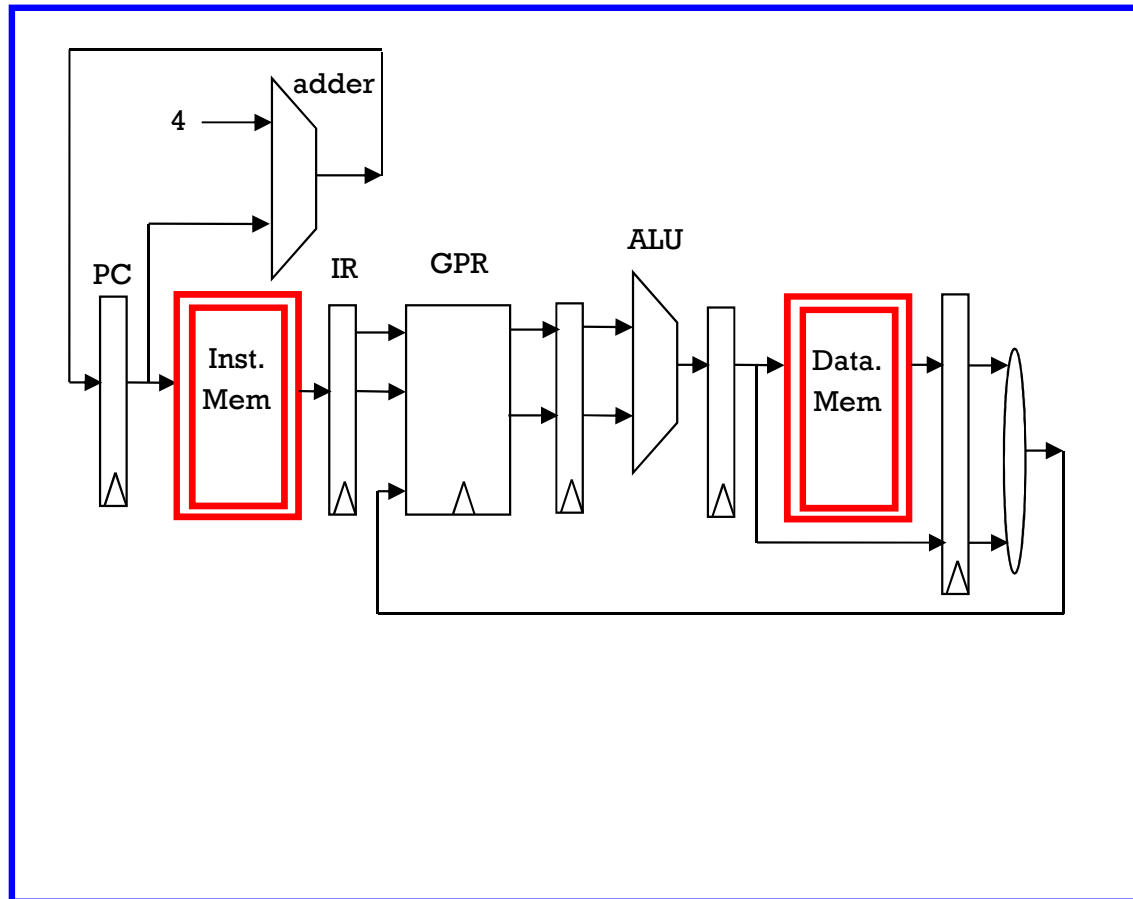 adder
4
ALU
GPR
IR
PC
Inst.
Mem
Data.
Mem